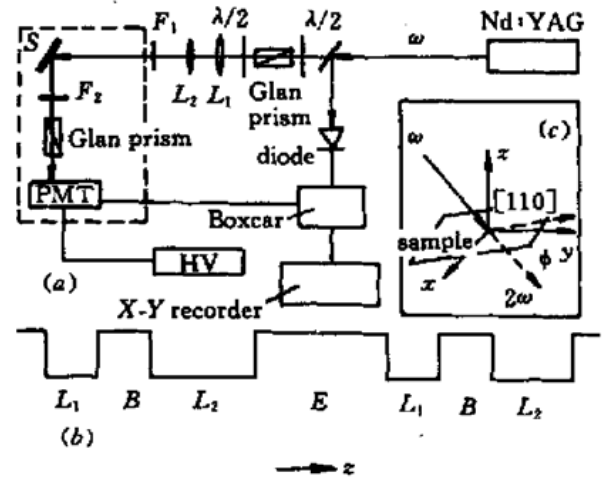 S
F₁
λ/2
λ/2
ω
Nd:YAG
F₂
L₂
L₁
Glan prism
Glan
prism
diode
PMT
Boxcar
HV
X-Y recorder
(a)
(c)
ω
z
[110]
sample
x
ϕ
y
2ω
L₁ B L₂ E L₁ B L₂
(b)
z